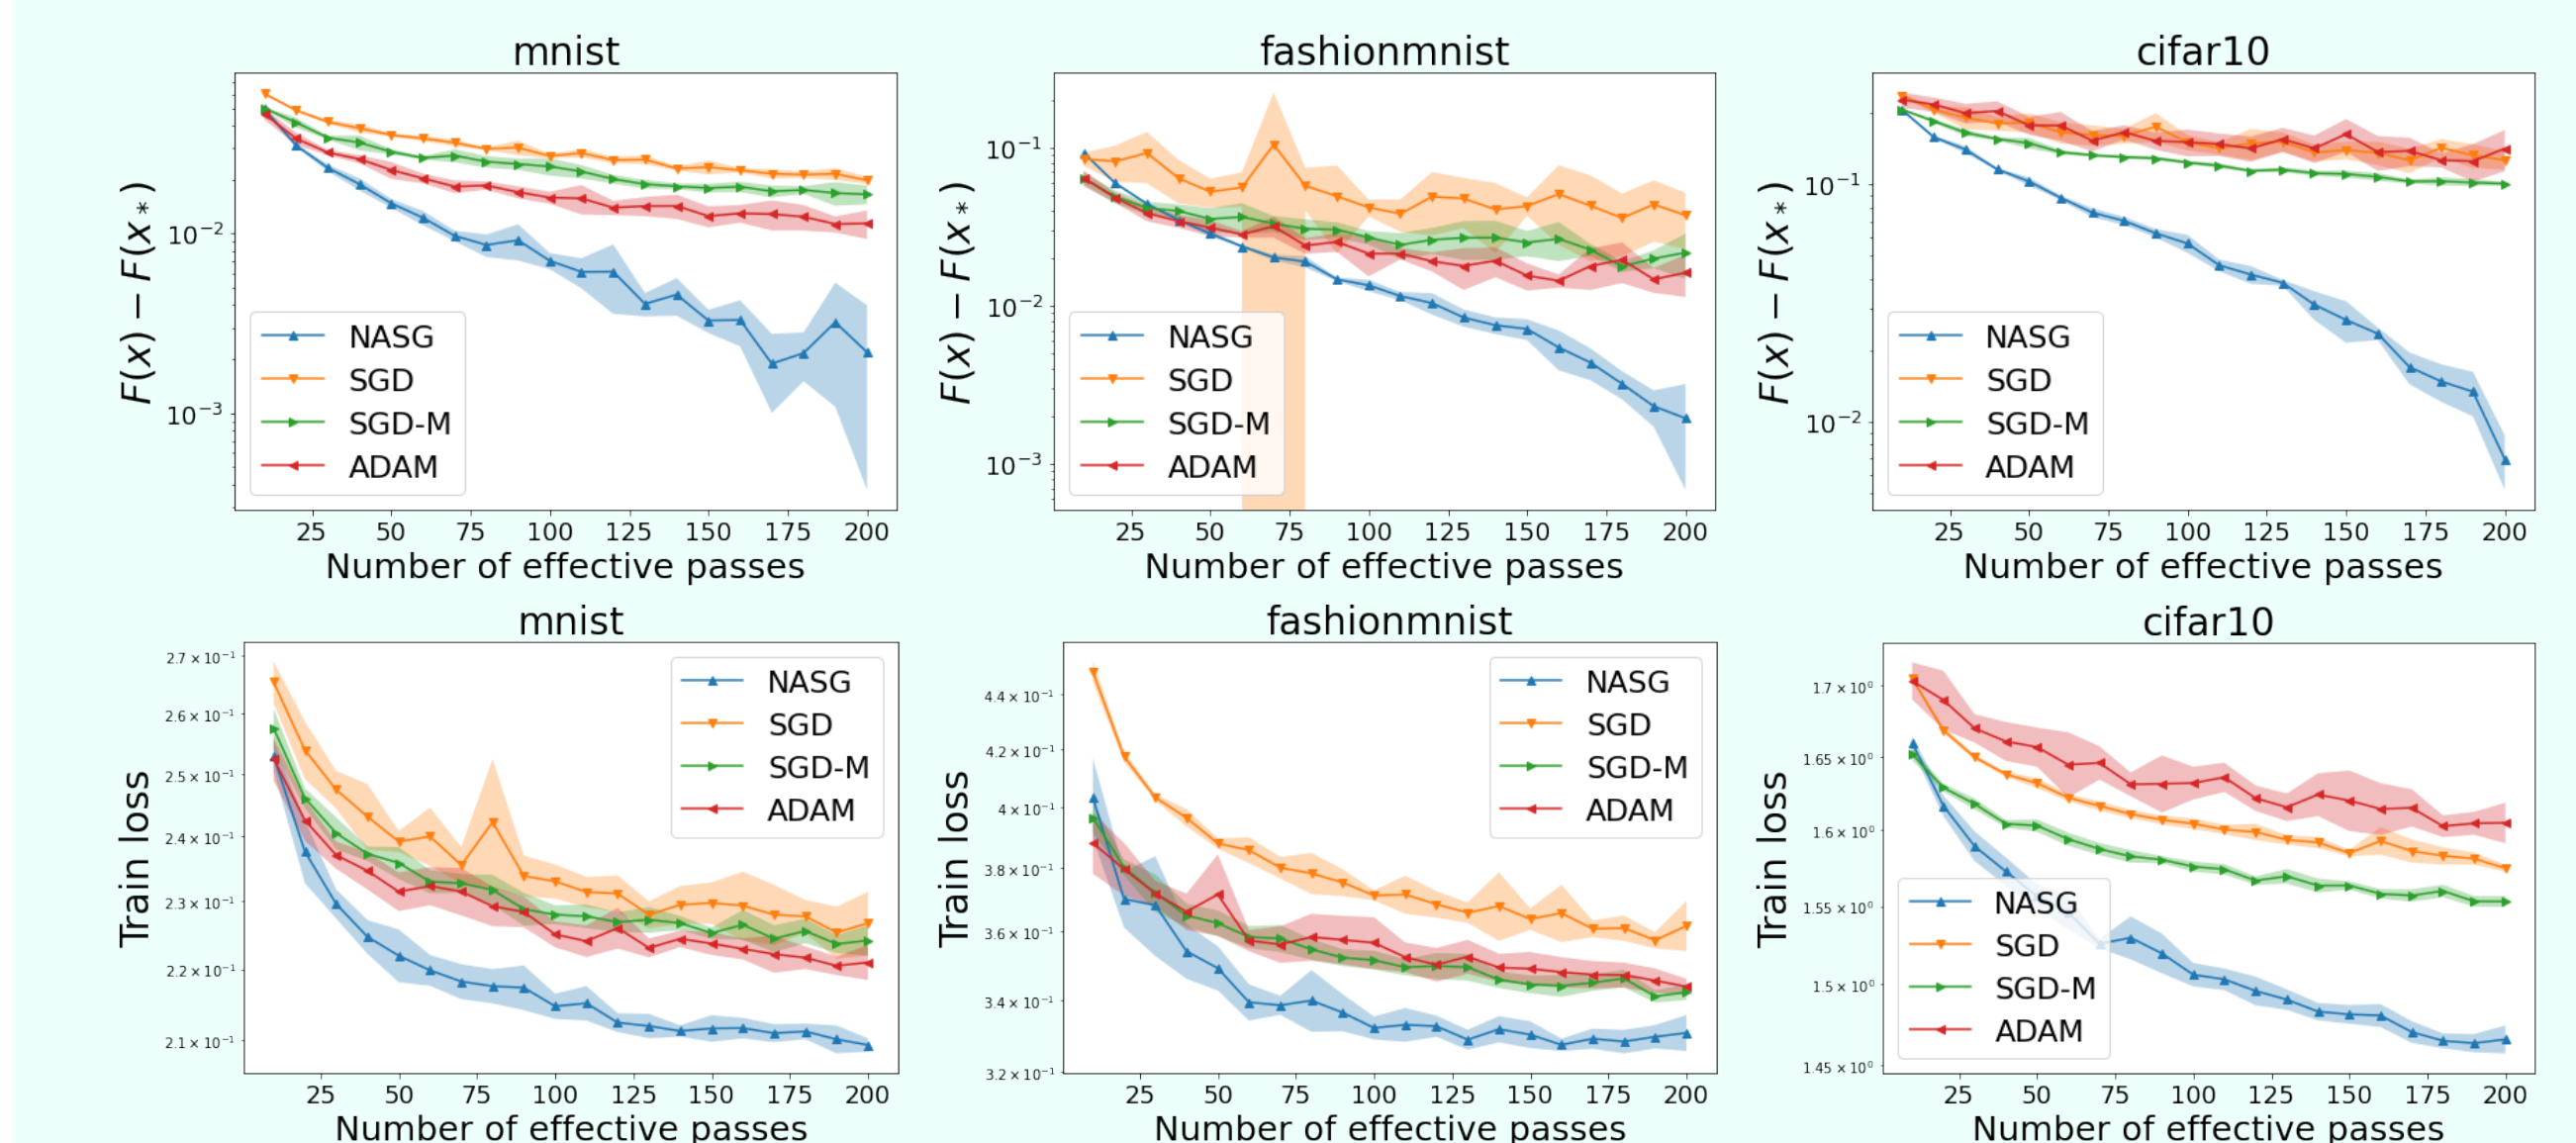 mnist
F(x) − F(x∗)
10⁻²
10⁻³
NASG
SGD
SGD-M
ADAM
25 50 75 100 125 150 175 200
Number of effective passes
fashionmnist
F(x) − F(x∗)
10⁻¹
10⁻²
10⁻³
NASG
SGD
SGD-M
ADAM
25 50 75 100 125 150 175 200
Number of effective passes
cifar10
F(x) − F(x∗)
10⁻¹
10⁻²
NASG
SGD
SGD-M
ADAM
25 50 75 100 125 150 175 200
Number of effective passes
mnist
Train loss
2.7 × 10⁻¹
2.6 × 10⁻¹
2.5 × 10⁻¹
2.4 × 10⁻¹
2.3 × 10⁻¹
2.2 × 10⁻¹
2.1 × 10⁻¹
NASG
SGD
SGD-M
ADAM
25 50 75 100 125 150 175 200
Number of effective passes
fashionmnist
Train loss
4.4 × 10⁻¹
4.2 × 10⁻¹
4 × 10⁻¹
3.8 × 10⁻¹
3.6 × 10⁻¹
3.4 × 10⁻¹
3.2 × 10⁻¹
NASG
SGD
SGD-M
ADAM
25 50 75 100 125 150 175 200
Number of effective passes
cifar10
Train loss
1.7 × 10⁰
1.65 × 10⁰
1.6 × 10⁰
1.55 × 10⁰
1.5 × 10⁰
1.45 × 10⁰
NASG
SGD
SGD-M
ADAM
25 50 75 100 125 150 175 200
Number of effective passes